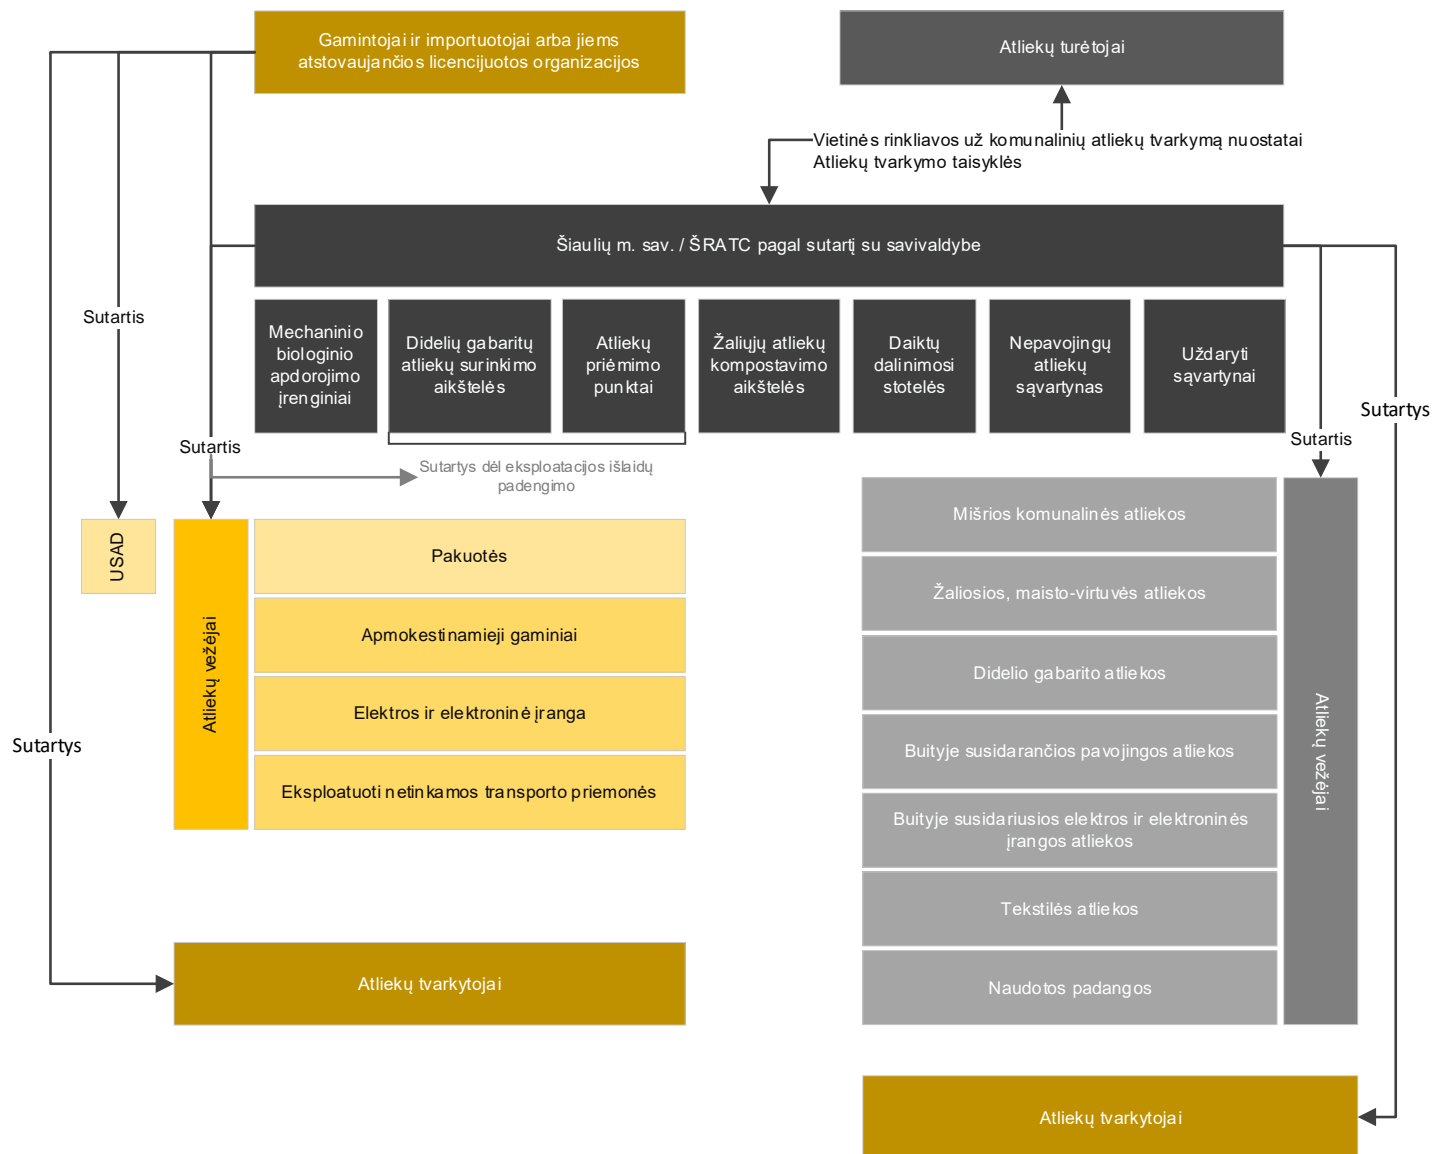 Gamintojai ir importuotojai arba jiems
atstovaujančios licencijuotos organizacijos
Atliekų turėtojai
Vietinės rinkliavos už komunalinių atliekų tvarkymą nuostatai
Atliekų tvarkymo taisyklės
Šiaulių m. sav. / ŠRATC pagal sutartį su savivaldybe
Sutartis
Mechaninio
biologinio
apdorojimo
įrenginiai
Didelių gabaritų
atliekų surinkimo
aikštelės
Atliekų
priėmimo
punktai
Žaliųjų atliekų
kompostavimo
aikštelės
Daiktų
dalinimosi
stotelės
Nepavojingų
atliekų
sąvartynas
Uždaryti
sąvartynai
Sutartys
Sutartis
Sutartis
Sutartys dėl eksploatacijos išlaidų
padengimo
USAD
Atliekų vežėjai
Pakuotės
Apmokestinamieji gaminiai
Elektros ir elektroninė įranga
Eksploatuoti netinkamos transporto priemonės
Sutartys
Atliekų tvarkytojai
Mišrios komunalinės atliekos
Žaliosios, maisto-virtuvės atliekos
Didelio gabarito atliekos
Buityje susidarančios pavojingos atliekos
Buityje susidariusios elektros ir elektroninės
įrangos atliekos
Tekstilės atliekos
Naudotos padangos
Atliekų vežėjai
Atliekų tvarkytojai